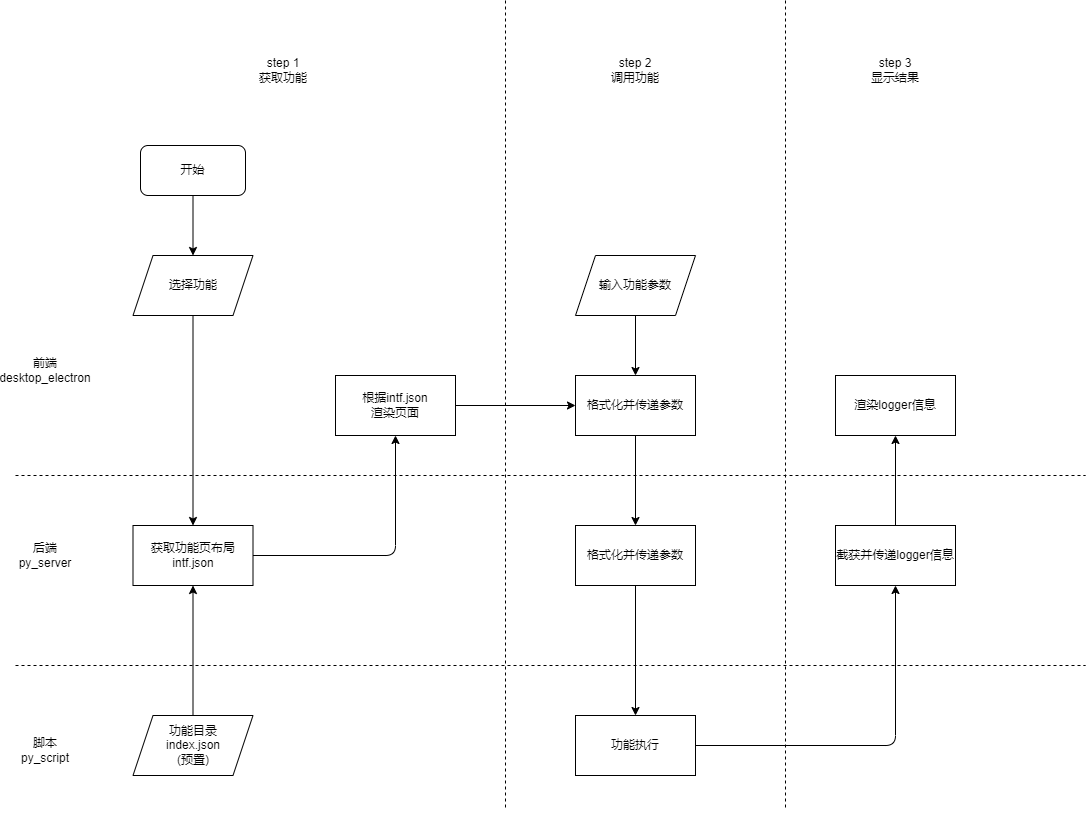 step 1
获取功能
step 2
调用功能
step 3
显示结果
开始
选择功能
输入功能参数
前端
desktop_electron
根据intf.json
渲染页面
格式化并传递参数
渲染logger信息
后端
py_server
获取功能页布局
intf.json
格式化并传递参数
截获并传递logger信息
脚本
py_script
功能目录
index.json
(预置)
功能执行